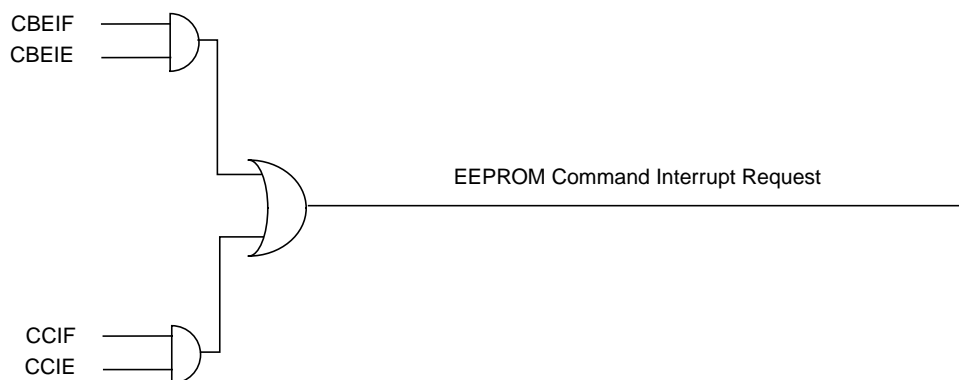 CBEIF
CBEIE
EEPROM Command Interrupt Request
CCIF
CCIE